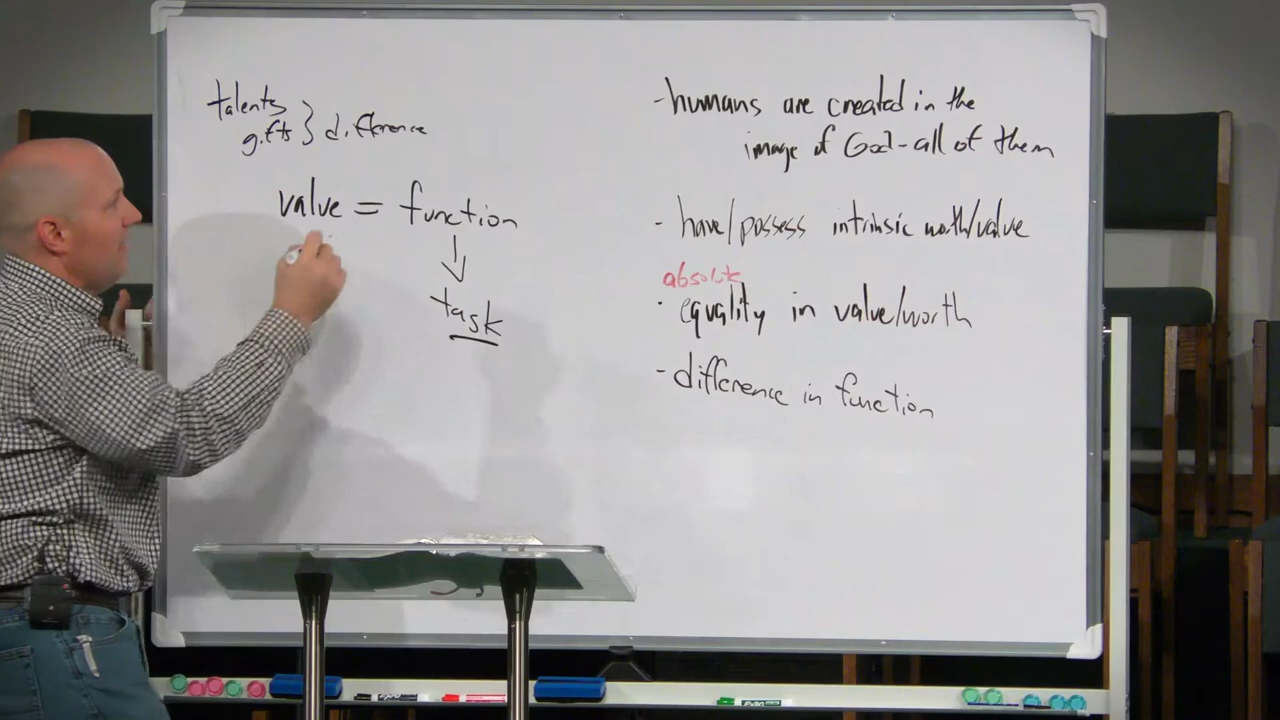 talents
gifts } difference
value = function
↓
task
- humans are created in the
image of God - all of them
- have/possess intrinsic worth/value
absolute
· equality in value/worth
- difference in function
EXPO